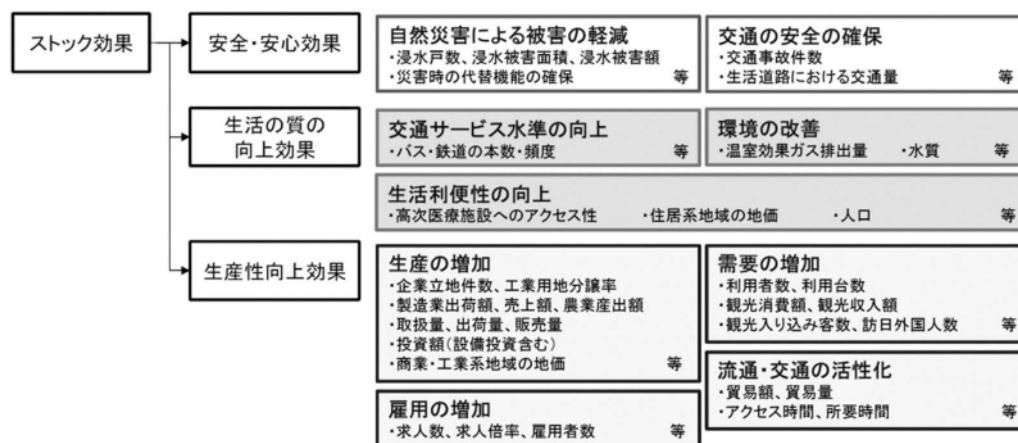 ストック効果
安全・安心効果
自然災害による被害の軽減
・浸水戸数、浸水被害面積、浸水被害額
・災害時の代替機能の確保 等
交通の安全の確保
・交通事故件数
・生活道路における交通量 等
生活の質の
向上効果
交通サービス水準の向上
・バス・鉄道の本数・頻度 等
環境の改善
・温室効果ガス排出量 ・水質 等
生活利便性の向上
・高次医療施設へのアクセス性 ・住居系地域の地価 ・人口 等
生産性向上効果
生産の増加
・企業立地件数、工業用地分譲率
・製造業出荷額、売上額、農業産出額
・取扱量、出荷量、販売量
・投資額(設備投資含む)
・商業・工業系地域の地価 等
需要の増加
・利用者数、利用台数
・観光消費額、観光収入額
・観光入り込み客数、訪日外国人数 等
流通・交通の活性化
・貿易額、貿易量
・アクセス時間、所要時間 等
雇用の増加
・求人数、求人倍率、雇用者数 等